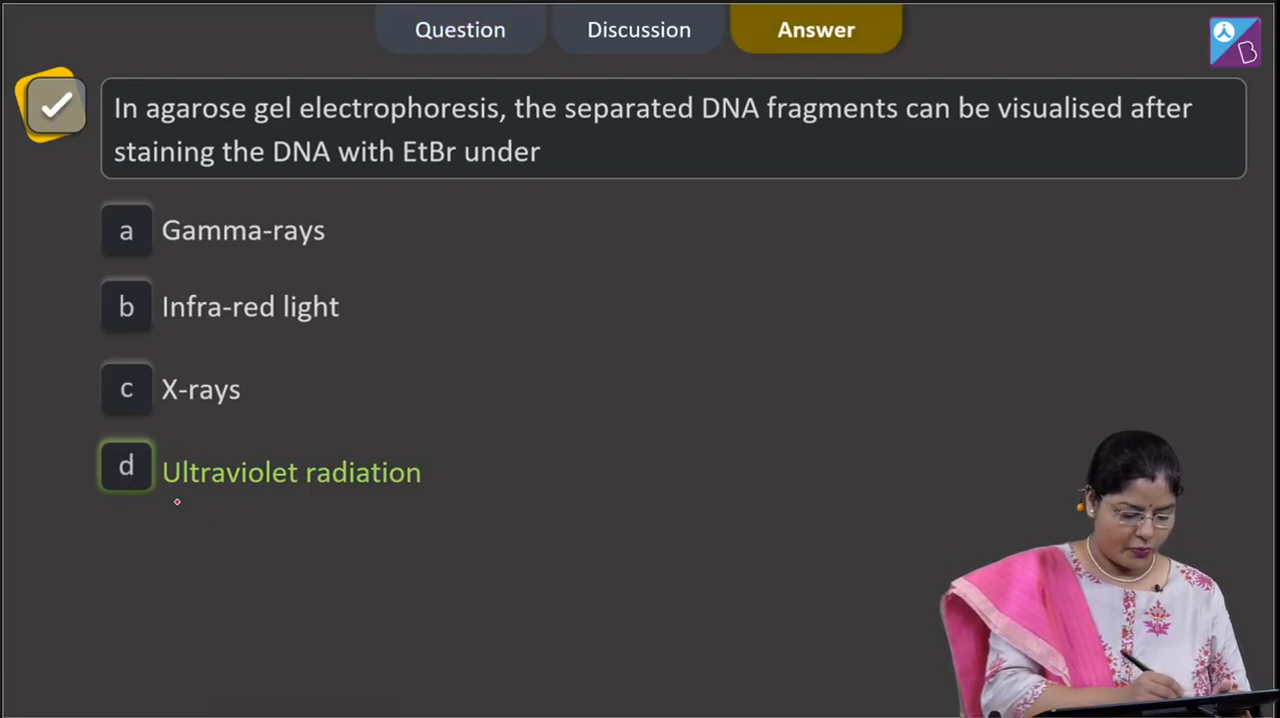 Question
Discussion
Answer
B
In agarose gel electrophoresis, the separated DNA fragments can be visualised after
staining the DNA with EtBr under
a Gamma-rays
b Infra-red light
c X-rays
d Ultraviolet radiation